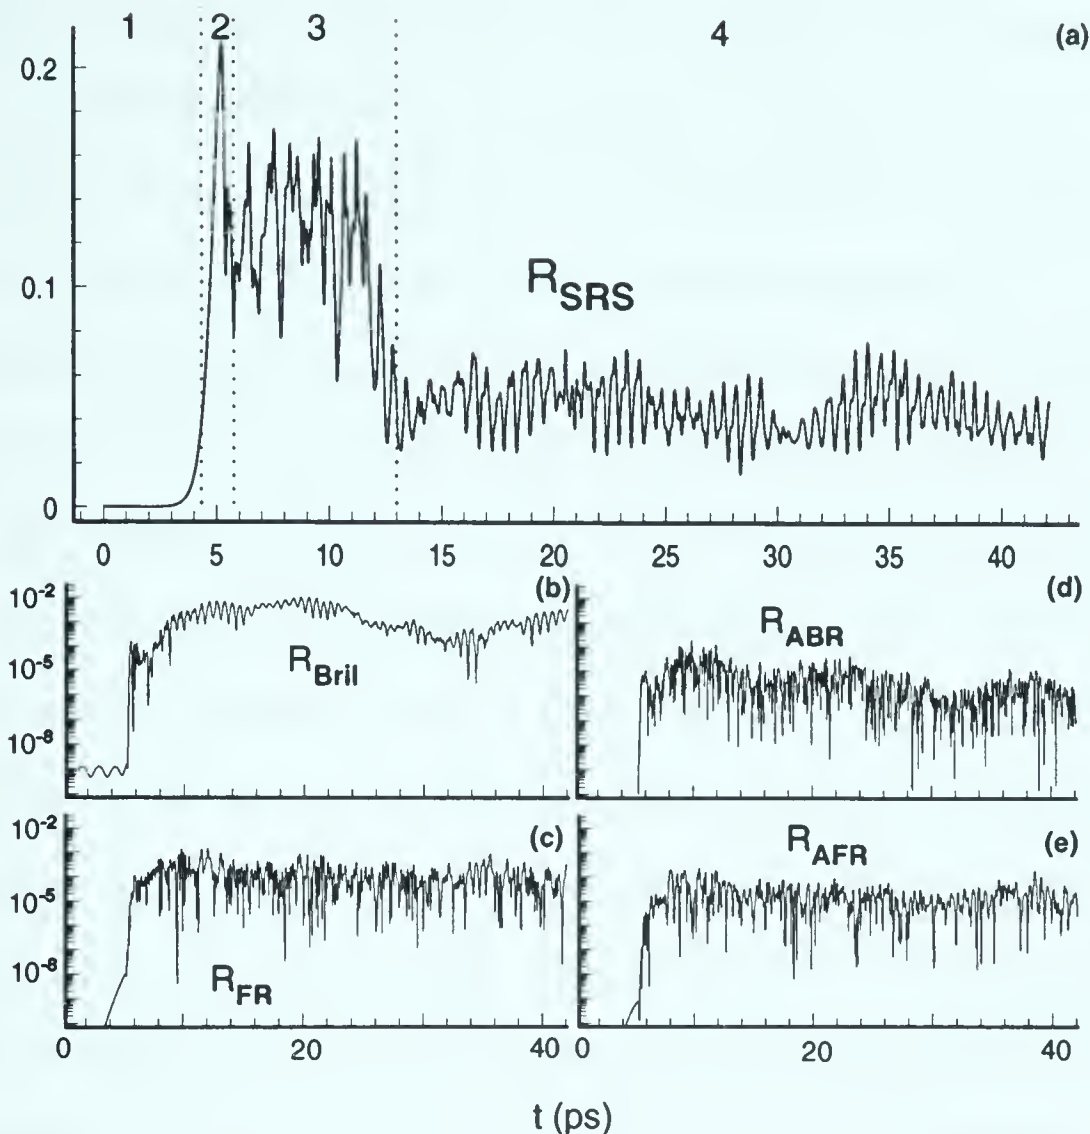 1 2 3 4 (a)
0.2
0.1
0
R_SRS
0 5 10 15 20 25 30 35 40
(b) (d)
10⁻²
10⁻⁵
10⁻⁸
R_Bril
R_ABR
(c) (e)
10⁻²
10⁻⁵
10⁻⁸
R_FR
R_AFR
0 20 40 0 20 40
t (ps)